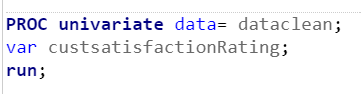 PROC univariate data= dataclean;
var custsatisfactionRating;
run;